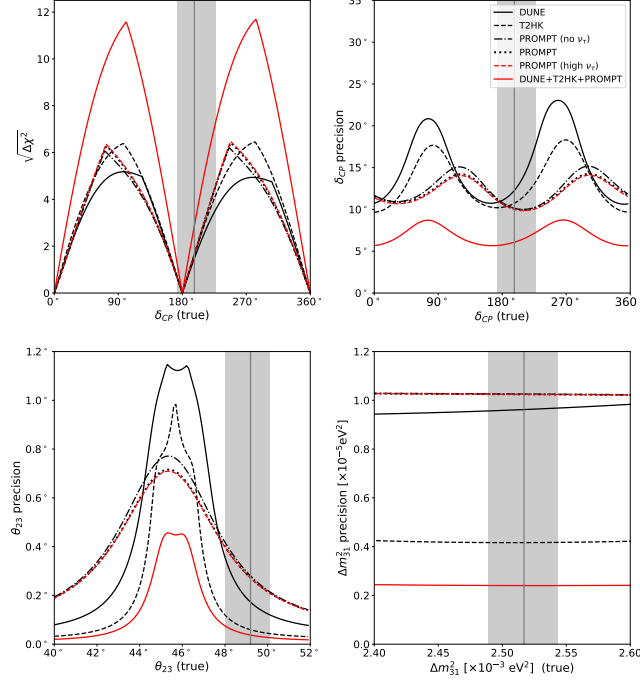 12
10
8
6
4
2
0
√Δχ²
0° 90° 180° 270° 360°
δ_CP (true)
35°
30°
25°
20°
15°
10°
5°
0°
δ_CP precision
DUNE
T2HK
PROMPT (no ν_τ)
PROMPT
PROMPT (high ν_τ)
DUNE+T2HK+PROMPT
0° 90° 180° 270° 360°
δ_CP (true)
1.2°
1.0°
0.8°
0.6°
0.4°
0.2°
0.0°
θ₂₃ precision
40° 42° 44° 46° 48° 50° 52°
θ₂₃ (true)
1.2
1.0
0.8
0.6
0.4
0.2
0.0
Δm²₃₁ precision [×10⁻⁵eV²]
2.40 2.45 2.50 2.55 2.60
Δm²₃₁ [×10⁻³ eV²] (true)